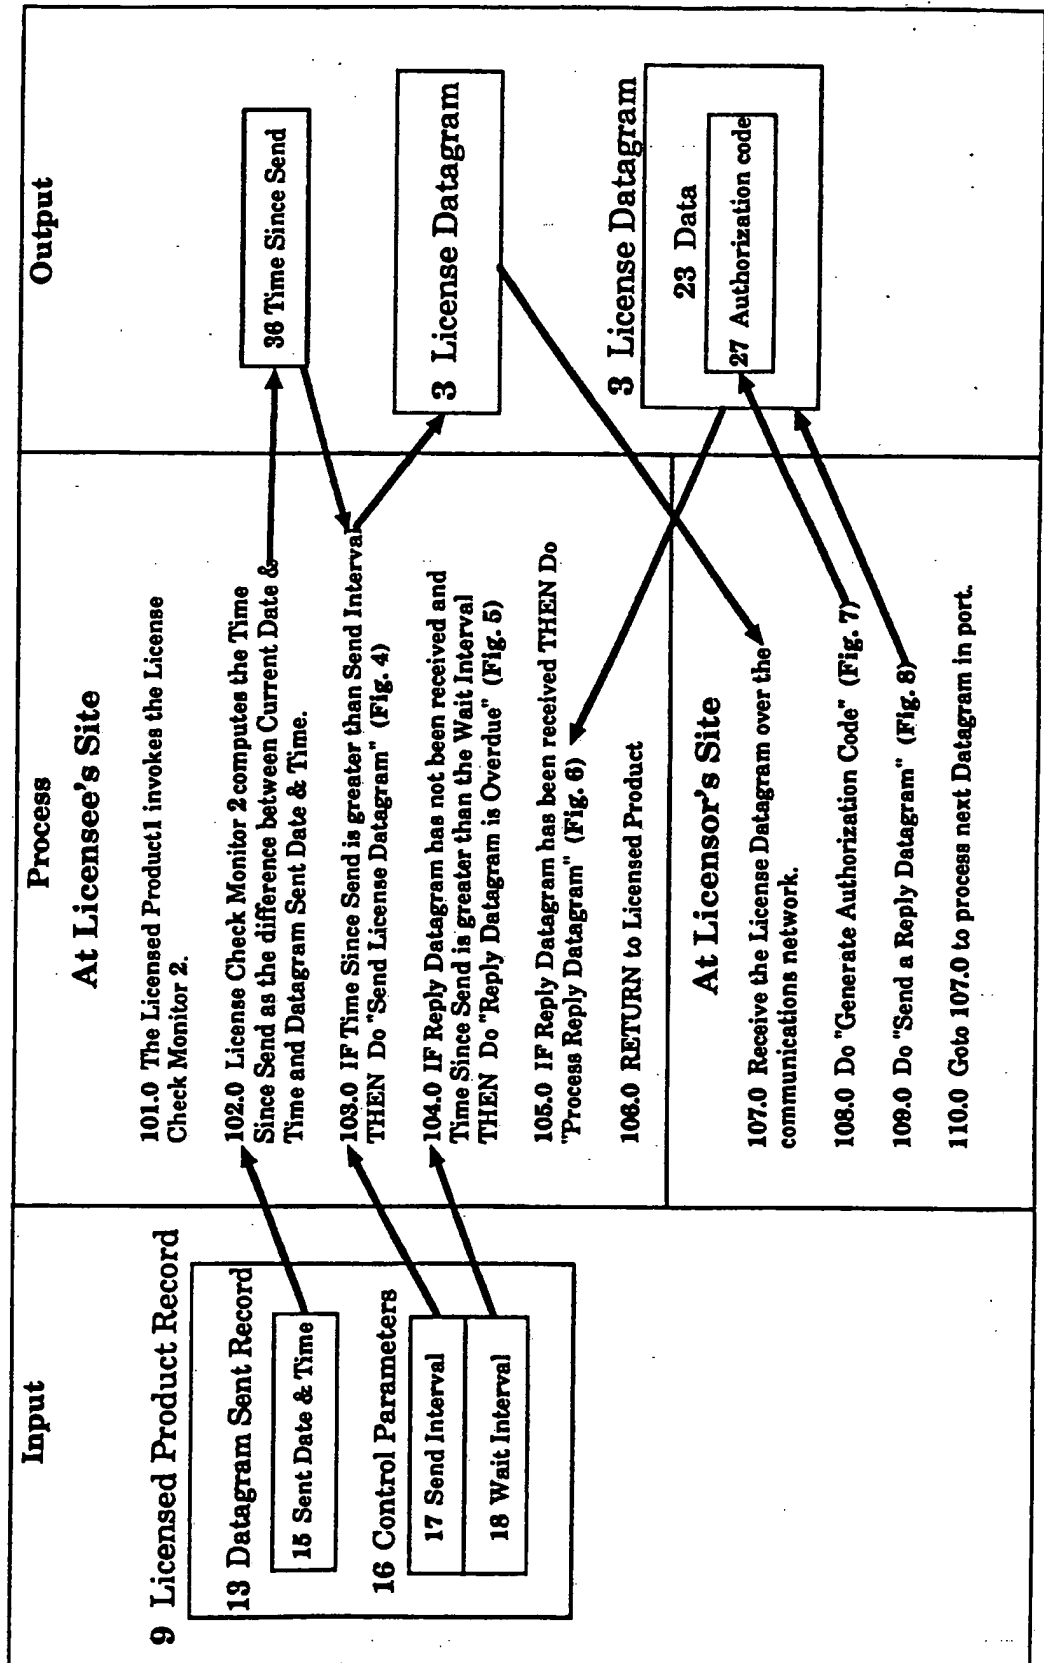 Input
9 Licensed Product Record
13 Datagram Sent Record
15 Sent Date & Time
16 Control Parameters
17 Send Interval
18 Wait Interval
Process
At Licensee's Site
101.0 The Licensed Product1 invokes the License
Check Monitor 2.
102.0 License Check Monitor 2 computes the Time
Since Send as the difference between Current Date &
Time and Datagram Sent Date & Time.
103.0 IF Time Since Send is greater than Send Interval
THEN Do "Send License Datagram" (Fig. 4)
104.0 IF Reply Datagram has not been received and
Time Since Send is greater than the Wait Interval
THEN Do "Reply Datagram is Overdue" (Fig. 5)
105.0 IF Reply Datagram has been received THEN Do
"Process Reply Datagram" (Fig. 6)
106.0 RETURN to Licensed Product
At Licensor's Site
107.0 Receive the License Datagram over the
communications network.
108.0 Do "Generate Authorization Code" (Fig. 7)
109.0 Do "Send a Reply Datagram" (Fig. 8)
110.0 Goto 107.0 to process next Datagram in port.
Output
36 Time Since Send
3 License Datagram
3 License Datagram
23 Data
27 Authorization code